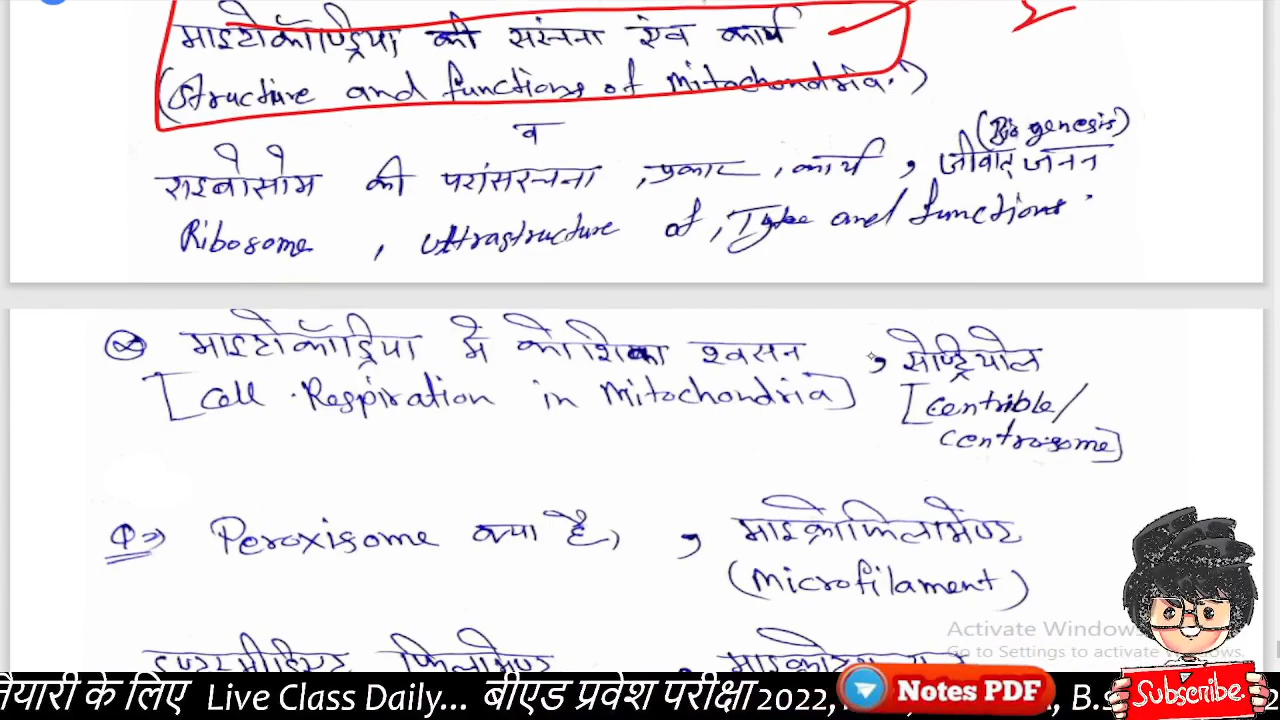 माइटोकॉण्ड्रिया की संरचना एंव कार्य
(Structure and functions of Mitochondria.)
व
(Bio genesis)
राइबोसोम की परासंरचना, प्रकार, कार्य, जीवात् जनन
Ribosome, Ultrastructure of, Type and functions.
माइटोकॉड्रिया में कोशिका श्वसन, सेण्ट्रियोल
[Cell. Respiration in Mitochondria] [centrible/
centrosome]
Q⇒ Peroxisome क्या है, , माइक्रोफिलामेण्ट
(Microfilament)
Activate Windows
Go to Settings to activate Windows.
तैयारी के लिए Live Class Daily... बीएड प्रवेश परीक्षा 2022,
Notes PDF
Subscribe